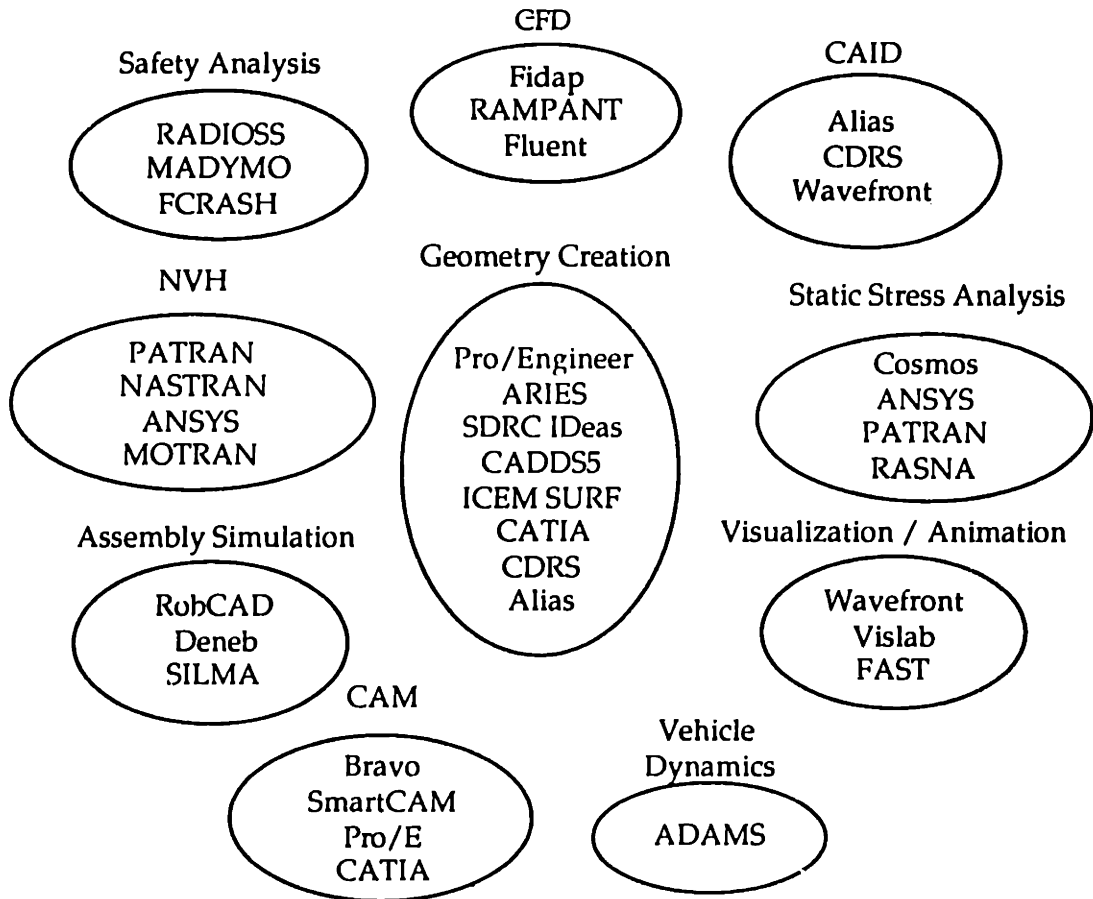 CFD
Fidap
RAMPANT
Fluent
Safety Analysis
RADIOSS
MADYMO
FCRASH
CAID
Alias
CDRS
Wavefront
NVH
PATRAN
NASTRAN
ANSYS
MOTRAN
Geometry Creation
Pro/Engineer
ARIES
SDRC IDeas
CADDS5
ICEM SURF
CATIA
CDRS
Alias
Static Stress Analysis
Cosmos
ANSYS
PATRAN
RASNA
Assembly Simulation
RobCAD
Deneb
SILMA
Visualization / Animation
Wavefront
Vislab
FAST
CAM
Bravo
SmartCAM
Pro/E
CATIA
Vehicle
Dynamics
ADAMS